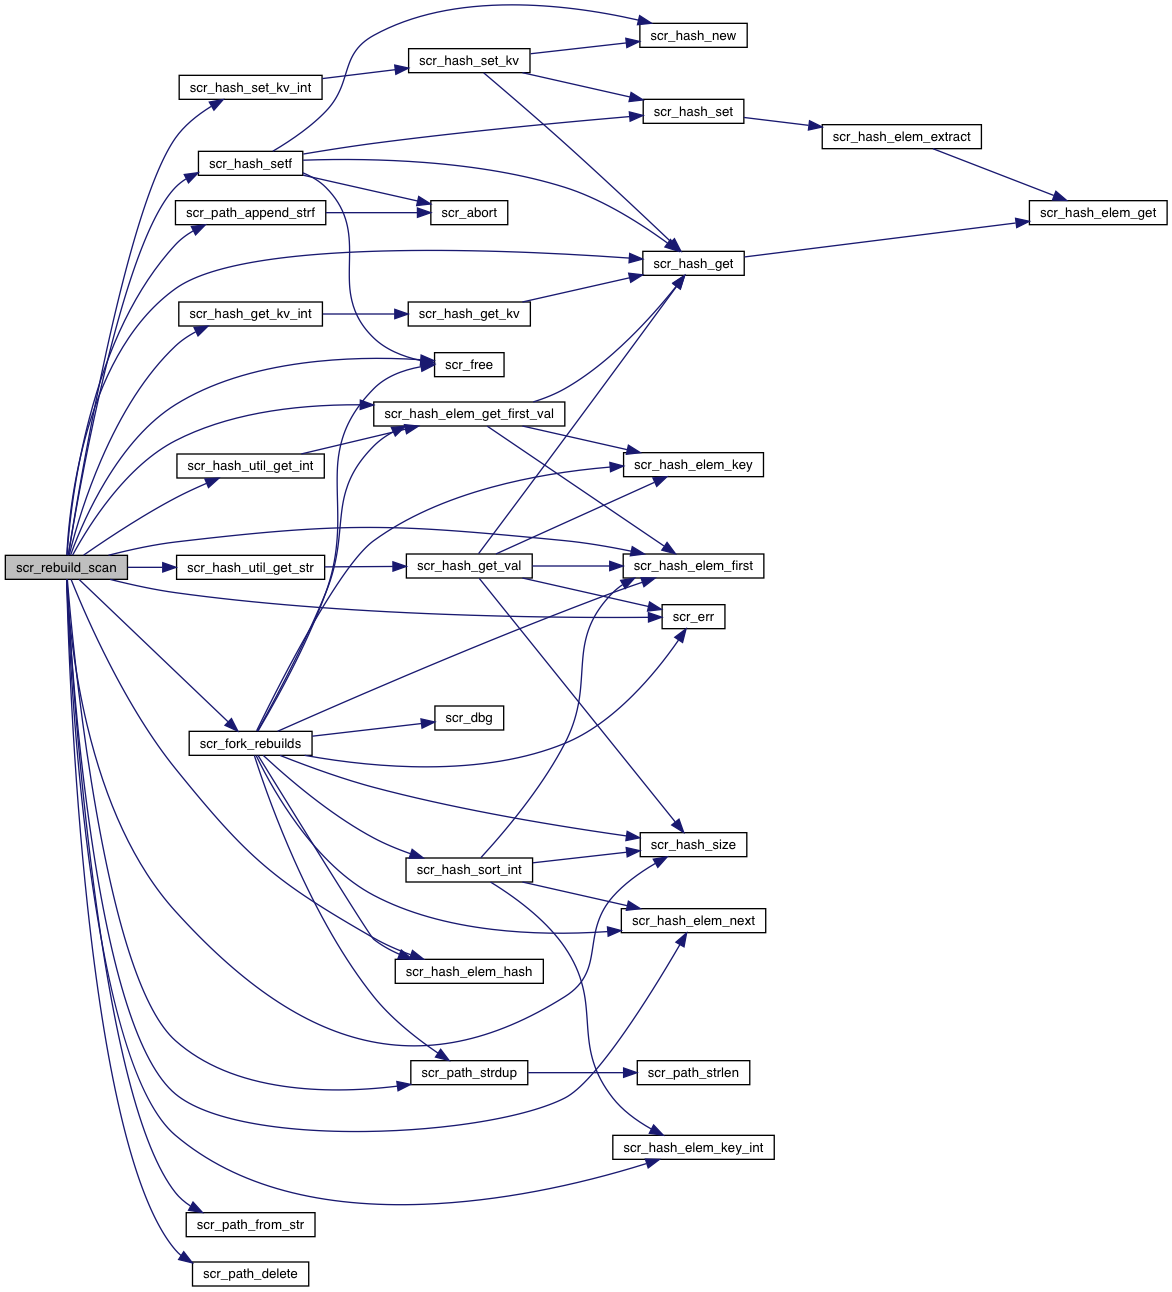 scr_hash_new
scr_hash_set_kv
scr_hash_set_kv_int
scr_hash_set
scr_hash_elem_extract
scr_hash_setf
scr_path_append_strf
scr_abort
scr_hash_elem_get
scr_hash_get
scr_hash_get_kv_int
scr_hash_get_kv
scr_free
scr_hash_elem_get_first_val
scr_hash_util_get_int
scr_hash_elem_key
scr_rebuild_scan
scr_hash_util_get_str
scr_hash_get_val
scr_hash_elem_first
scr_err
scr_dbg
scr_fork_rebuilds
scr_hash_size
scr_hash_sort_int
scr_hash_elem_next
scr_hash_elem_hash
scr_path_strdup
scr_path_strlen
scr_hash_elem_key_int
scr_path_from_str
scr_path_delete